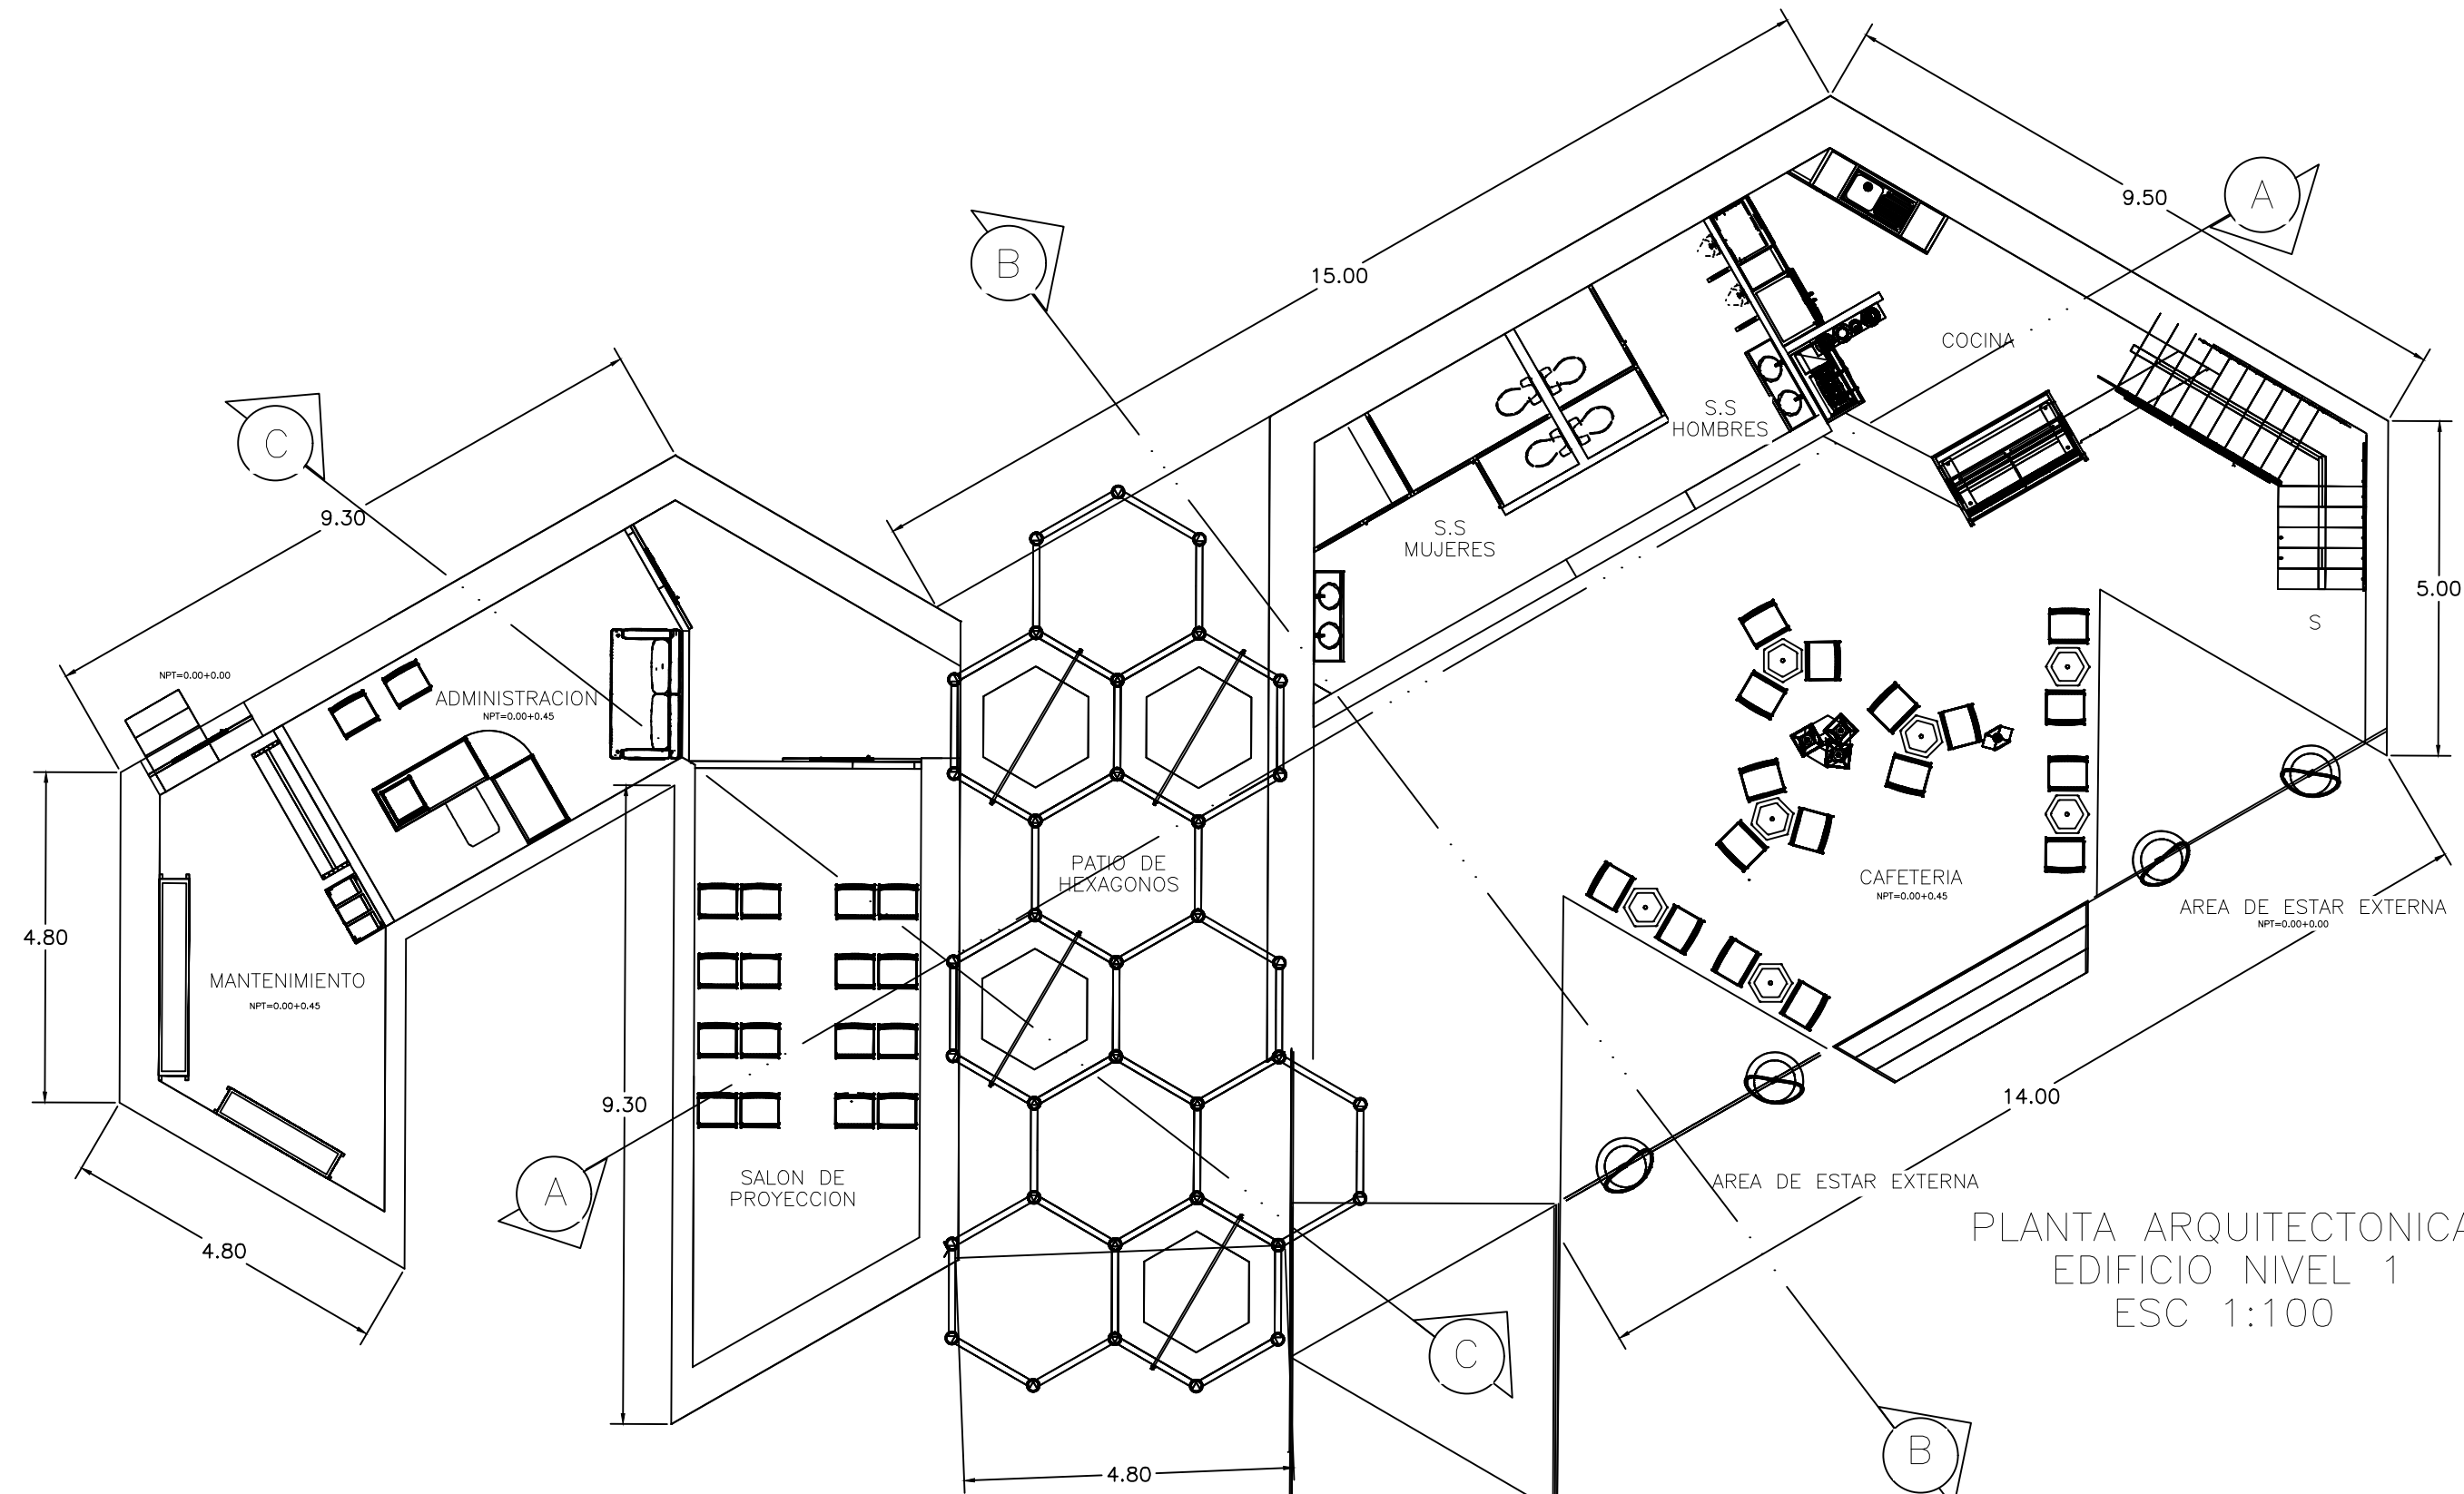 A
9.50
B
15.00
COCINA
C
S.S
HOMBRES
9.30
S.S
MUJERES
5.00
S
NPT=0.00+0.00
ADMINISTRACION
NPT=0.00+0.45
PATIO DE
HEXAGONOS
CAFETERIA
NPT=0.00+0.45
AREA DE ESTAR EXTERNA
NPT=0.00+0.00
4.80
MANTENIMIENTO
NPT=0.00+0.45
9.30
14.00
SALON DE
PROYECCION
A
AREA DE ESTAR EXTERNA
4.80
PLANTA ARQUITECTONICA
EDIFICIO NIVEL 1
ESC 1:100
C
B
4.80